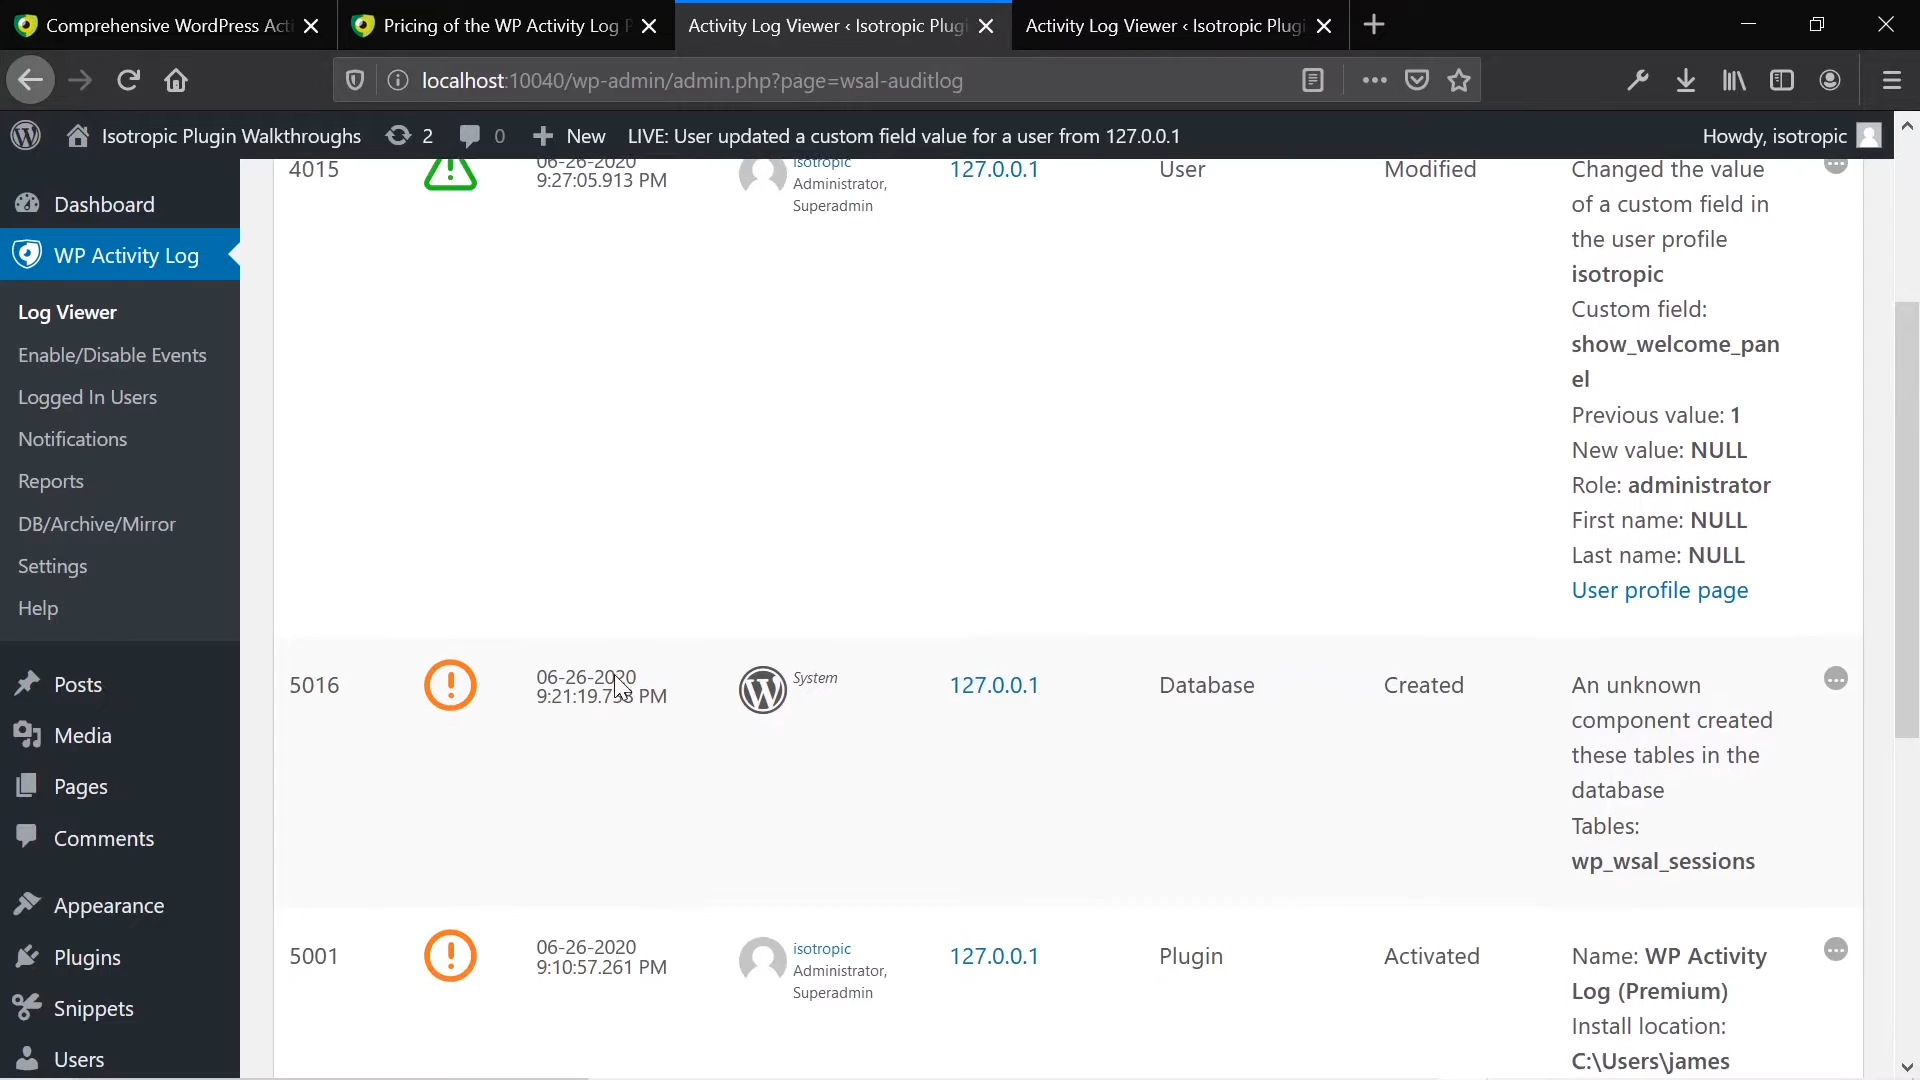 Comprehensive WordPress Acti
Pricing of the WP Activity Log P
Activity Log Viewer ‹ Isotropic Plugi
Activity Log Viewer ‹ Isotropic Plugi
localhost:10040/wp-admin/admin.php?page=wsal-auditlog
Isotropic Plugin Walkthroughs
2
0
New
LIVE: User updated a custom field value for a user from 127.0.0.1
Howdy, isotropic
Dashboard
WP Activity Log
Log Viewer
Enable/Disable Events
Logged In Users
Notifications
Reports
DB/Archive/Mirror
Settings
Help
Posts
Media
Pages
Comments
Appearance
Plugins
Snippets
Users
4015
06-26-2020
9:27:05.913 PM
isotropic
Administrator,
Superadmin
127.0.0.1
User
Modified
Changed the value
of a custom field in
the user profile
isotropic
Custom field:
show_welcome_pan
el
Previous value: 1
New value: NULL
Role: administrator
First name: NULL
Last name: NULL
User profile page
5016
06-26-2020
PM
System
127.0.0.1
Database
Created
An unknown
component created
these tables in the
database
Tables:
wp_wsal_sessions
5001
06-26-2020
9:10:57.261 PM
isotropic
Administrator,
Superadmin
127.0.0.1
Plugin
Activated
Name: WP Activity
Log (Premium)
Install location:
C:\Users\james